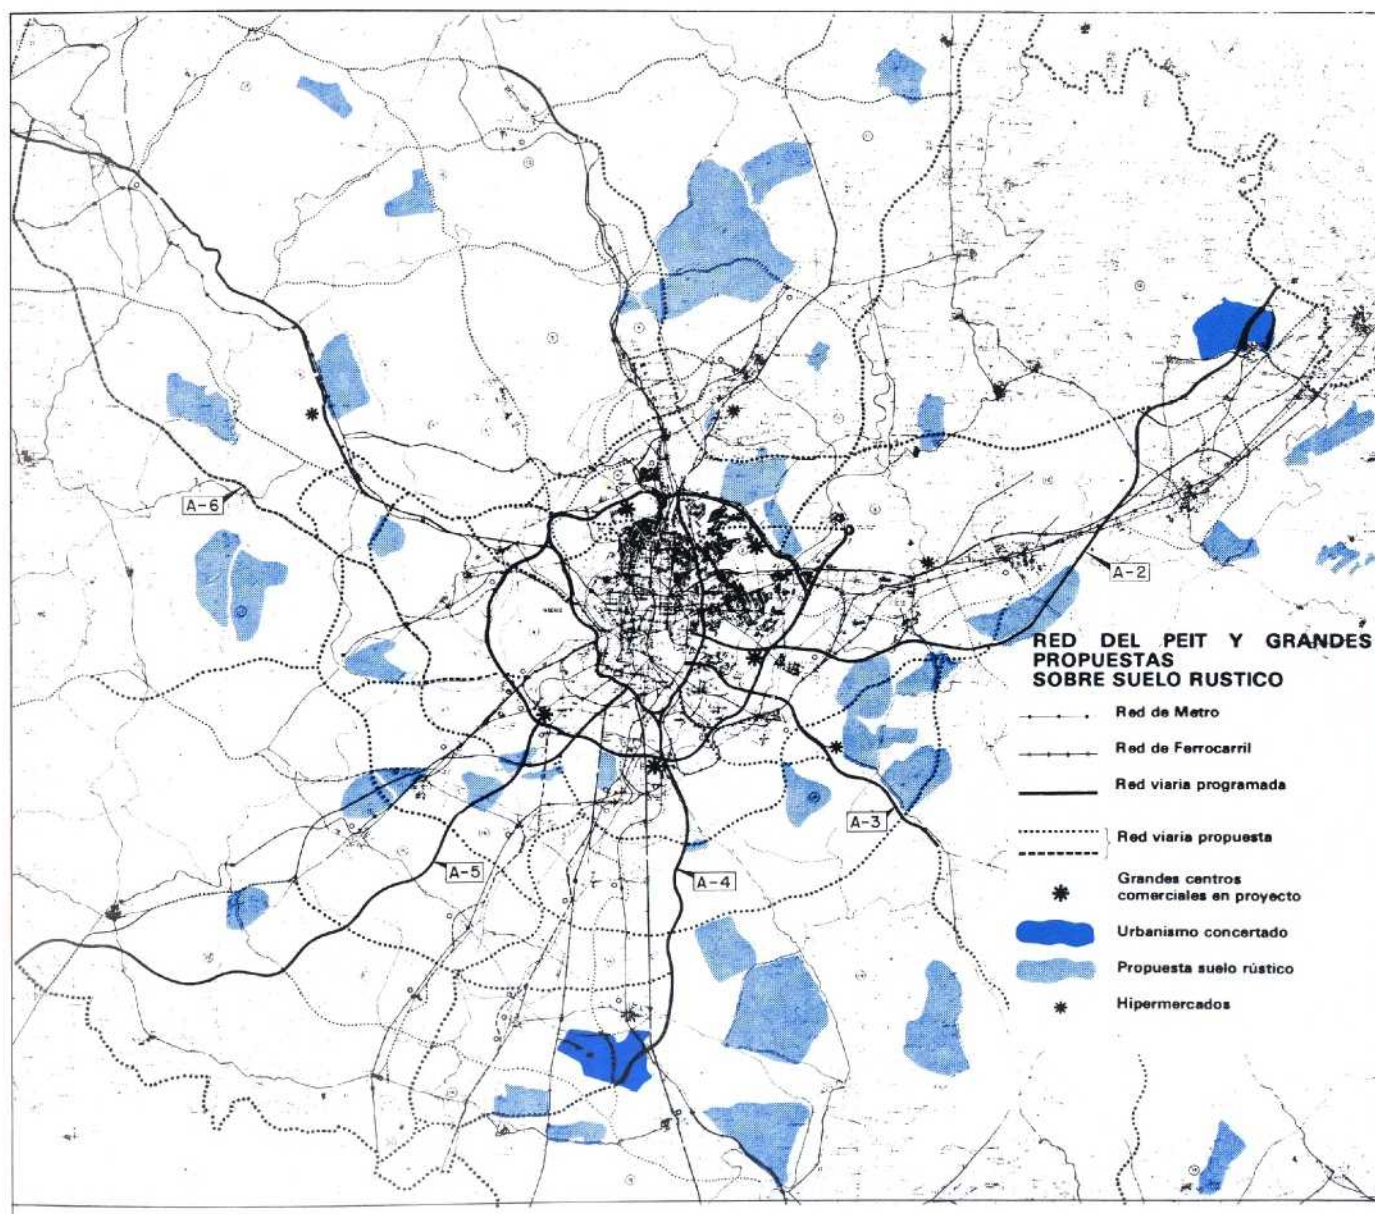 A-6
A-2
RED DEL PEIT Y GRANDES
PROPUESTAS
SOBRE SUELO RUSTICO
Red de Metro
Red de Ferrocarril
Red viaria programada
A-3
Red viaria propuesta
A-5
A-4
Grandes centros
comerciales en proyecto
Urbanismo concertado
Propuesta suelo rústico
Hipermercados